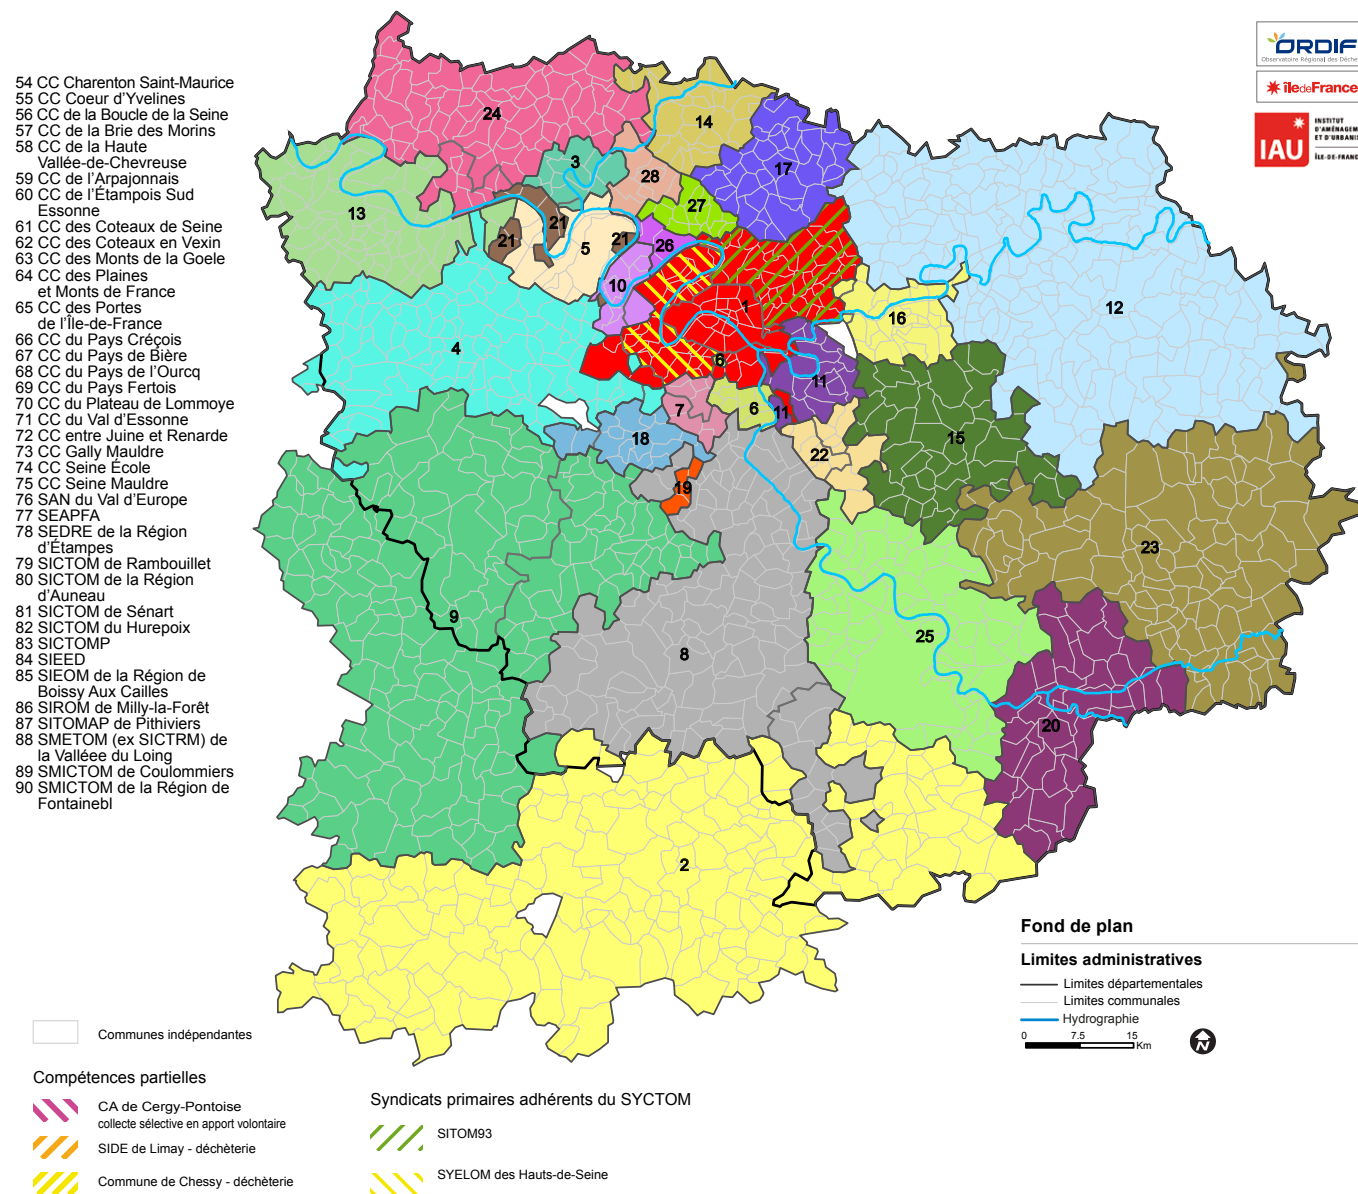 54 CC Charenton Saint-Maurice
55 CC Coeur d'Yvelines
56 CC de la Boucle de la Seine
57 CC de la Brie des Morins
58 CC de la Haute
Vallée-de-Chevreuse
59 CC de l'Arpajonnais
60 CC de l'Étampois Sud
Essonne
61 CC des Coteaux de Seine
62 CC des Coteaux en Vexin
63 CC des Monts de la Goele
64 CC des Plaines
et Monts de France
65 CC des Portes
de l'Île-de-France
66 CC du Pays Créçois
67 CC du Pays de Bière
68 CC du Pays de l'Ourcq
69 CC du Pays Fertois
70 CC du Plateau de Lommoye
71 CC du Val d'Essonne
72 CC entre Juine et Renarde
73 CC Gally Mauldre
74 CC Seine École
75 CC Seine Mauldre
76 SAN du Val d'Europe
77 SEAPFA
78 SEDRE de la Région
d'Étampes
79 SICTOM de Rambouillet
80 SICTOM de la Région
d'Auneau
81 SICTOM de Sénart
82 SICTOM du Hurepoix
83 SICTOMP
84 SIEED
85 SIEOM de la Région de
Boissy Aux Cailles
86 SIROM de Milly-la-Forêt
87 SITOMAP de Pithiviers
88 SMETOM (ex SICTRM) de
la Valléee du Loing
89 SMICTOM de Coulommiers
90 SMICTOM de la Région de
Fontainebl
ORDIF
Observatoire Régional des Déche
île de France
IAU
INSTITUT
D'AMÉNAGEM
ET D'URBANIS
ÎLE-DE-FRANC
24
14
3
17
28
13
27
21
21
21
5
26
10
12
1
16
4
6
11
7
6
11
15
18
22
19
23
9
25
8
20
2
Fond de plan
Limites administratives
Limites départementales
Limites communales
Hydrographie
0 7.5 15
Km
N
Communes indépendantes
Compétences partielles
CA de Cergy-Pontoise
collecte sélective en apport volontaire
SIDE de Limay - déchèterie
Commune de Chessy - déchèterie
Syndicats primaires adhérents du SYCTOM
SITOM93
SYELOM des Hauts-de-Seine